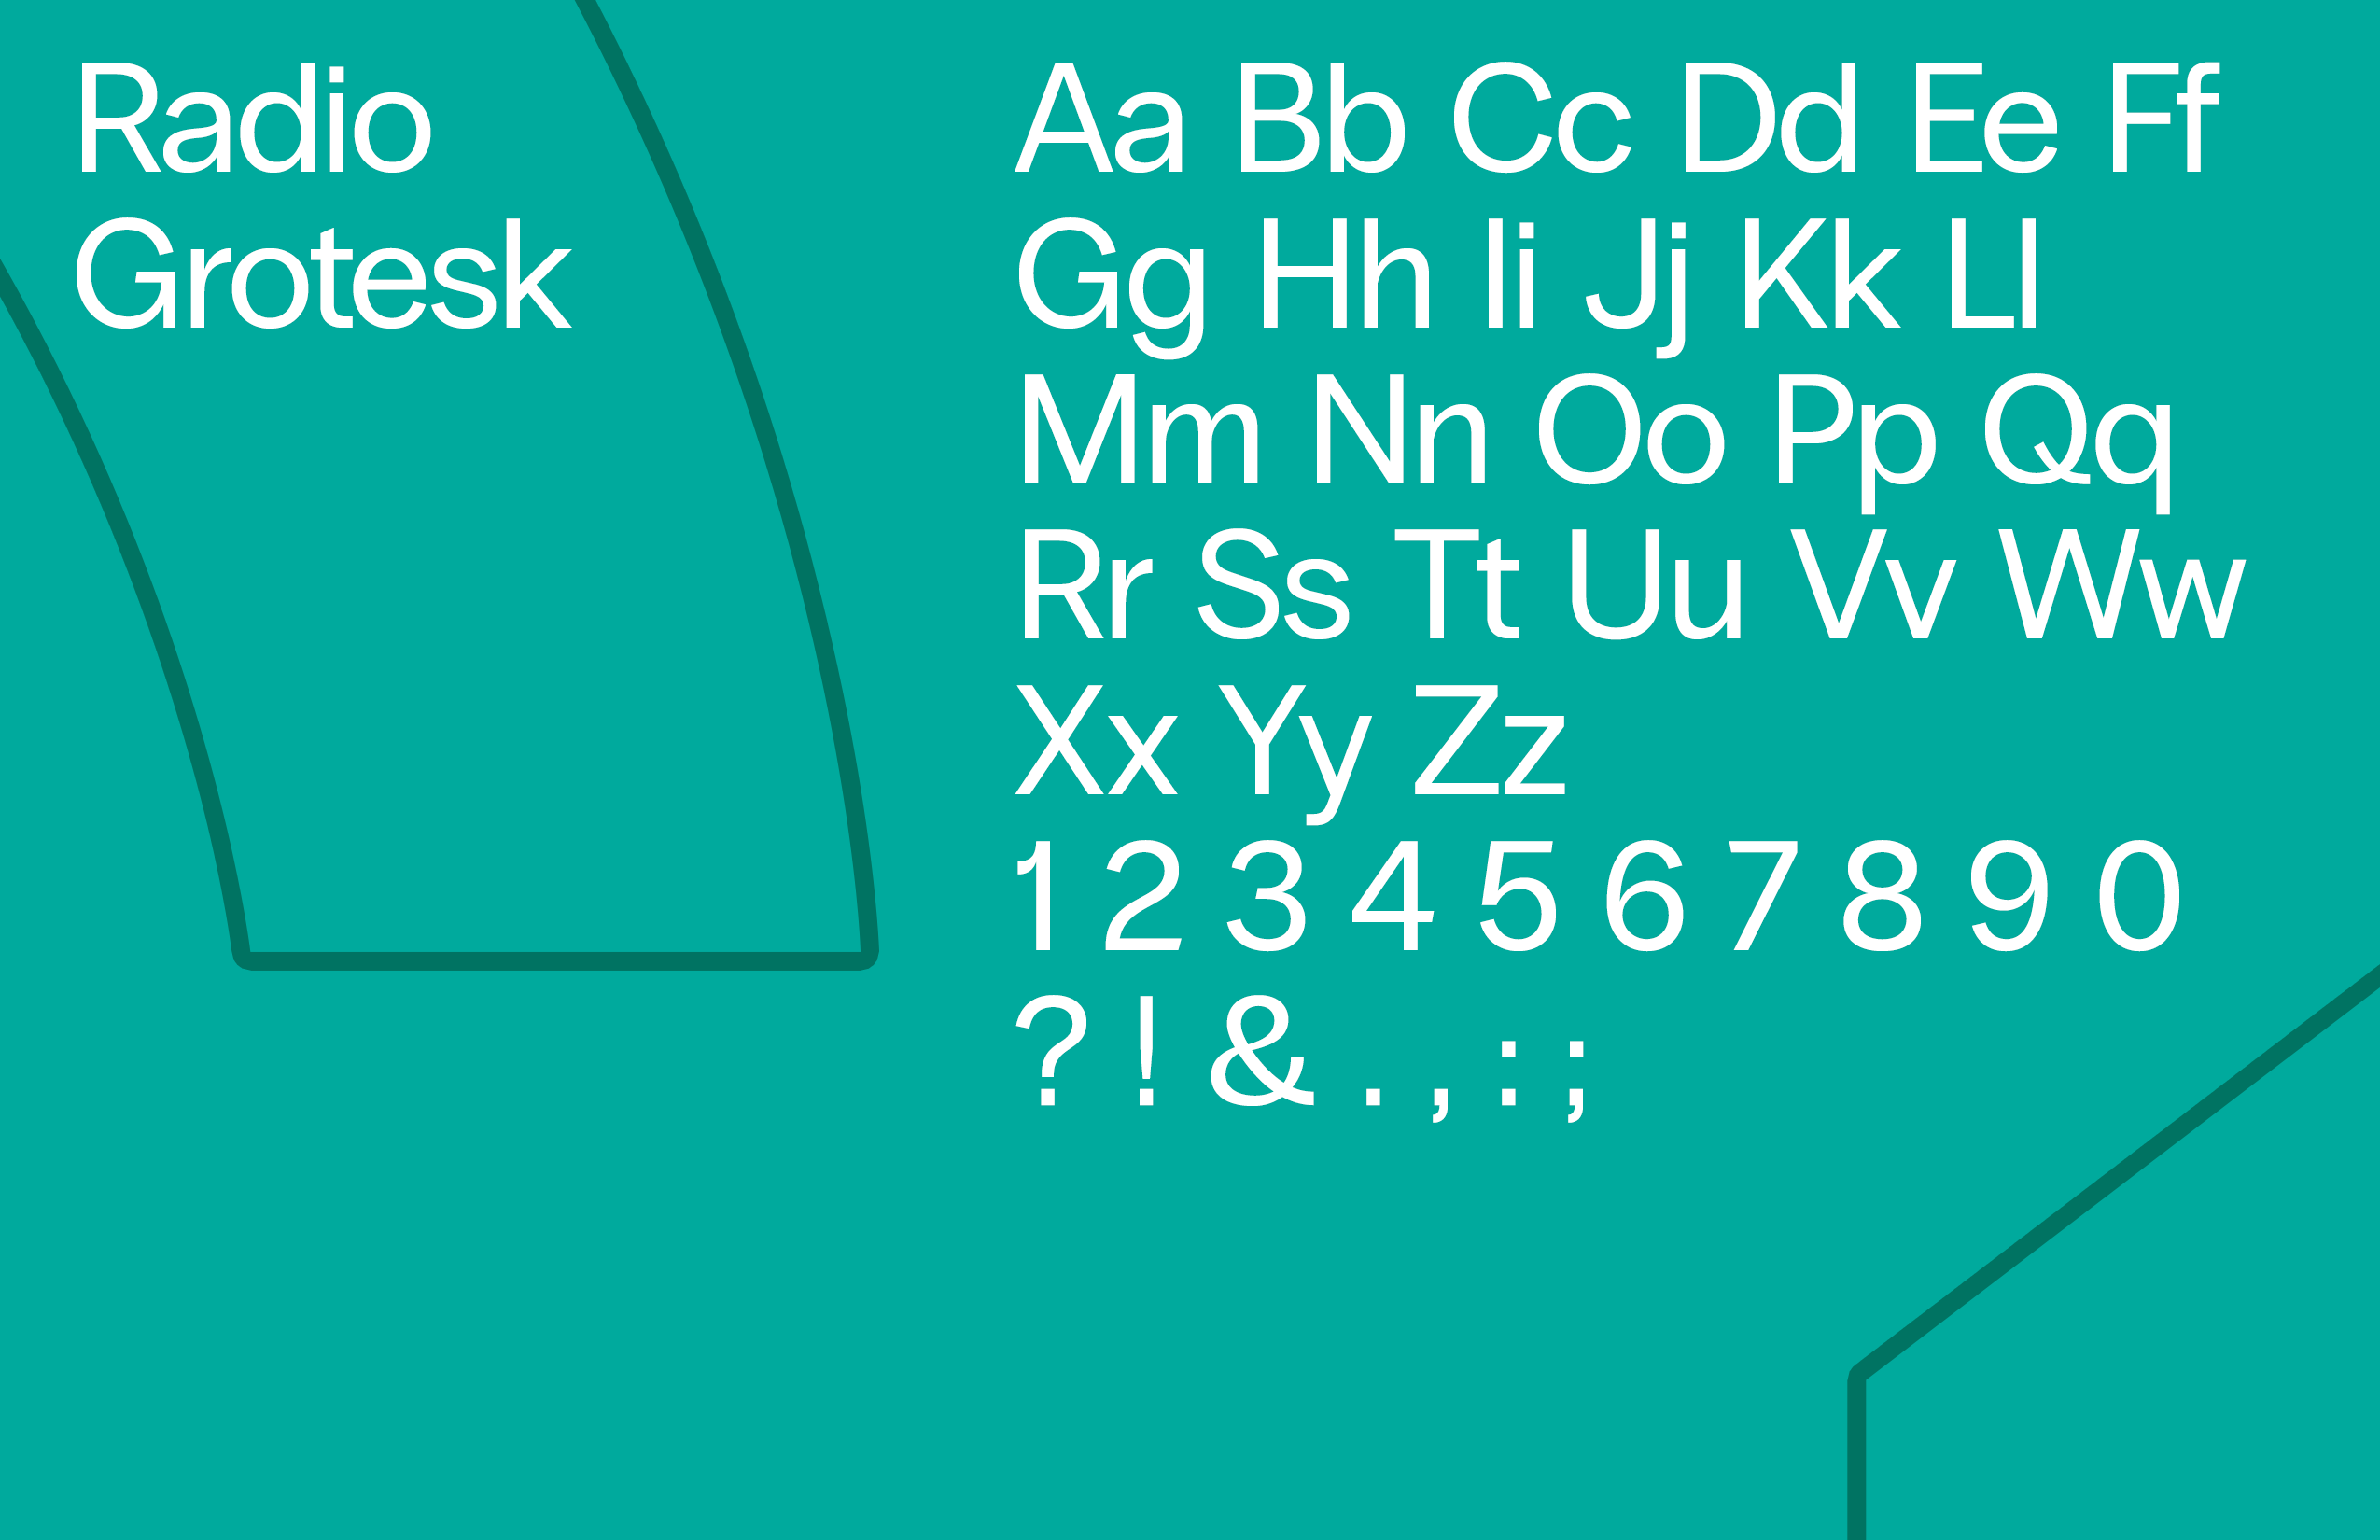 Radio
Grotesk
Aa Bb Cc Dd Ee Ff
Gg Hh Ii Jj Kk Ll
Mm Nn Oo Pp Qq
Rr Ss Tt Uu Vv Ww
Xx Yy Zz
1 2 3 4 5 6 7 8 9 0
? ! & . , : ;